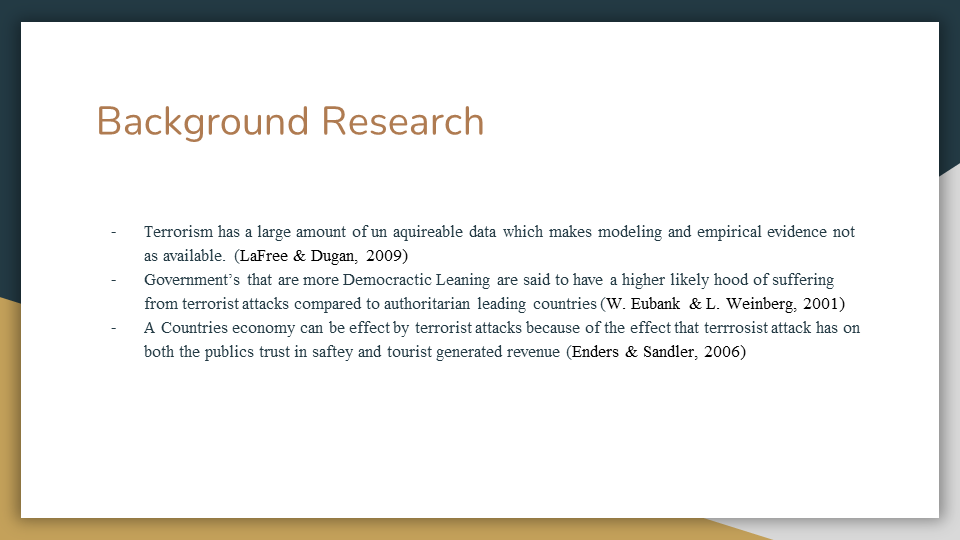 Background Research
- Terrorism has a large amount of un aquireable data which makes modeling and empirical evidence not
as available. (LaFree & Dugan, 2009)
- Government's that are more Democractic Leaning are said to have a higher likely hood of suffering
from terrorist attacks compared to authoritarian leading countries (W. Eubank & L. Weinberg, 2001)
- A Countries economy can be effect by terrorist attacks because of the effect that terrrosist attack has on
both the publics trust in saftey and tourist generated revenue (Enders & Sandler, 2006)